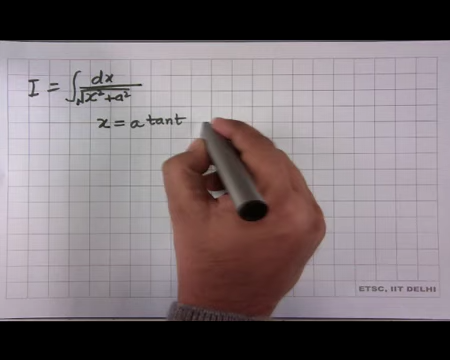 I = ∫ dx / √(x² + a²)
x = a tant
ETSC, IIT DELHI